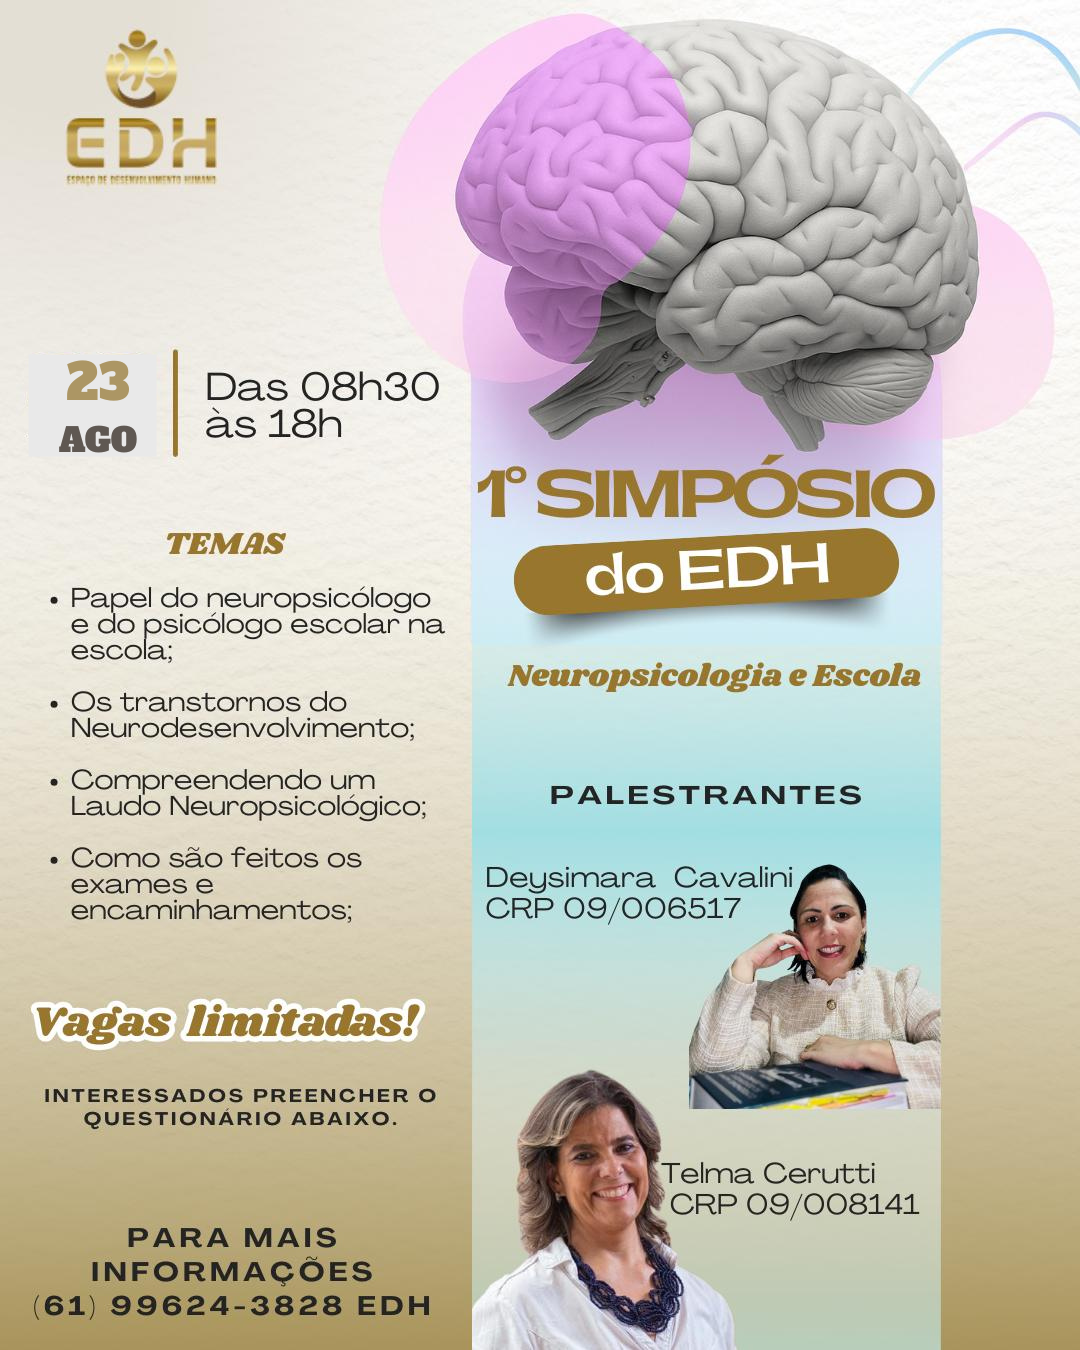 EDH
ESPAÇO DE DESENVOLVIMENTO HUMANO
23
AGO
Das 08h30
às 18h
1º SIMPÓSIO
do EDH
Neuropsicologia e Escola
TEMAS
• Papel do neuropsicólogo
e do psicólogo escolar na
escola;
• Os transtornos do
Neurodesenvolvimento;
• Compreendendo um
Laudo Neuropsicológico;
• Como são feitos os
exames e
encaminhamentos;
Vagas limitadas!
INTERESSADOS PREENCHER O
QUESTIONÁRIO ABAIXO.
PARA MAIS
INFORMAÇÕES
(61) 99624-3828 EDH
PALESTRANTES
Deysimara Cavalini
CRP 09/006517
Telma Cerutti
CRP 09/008141